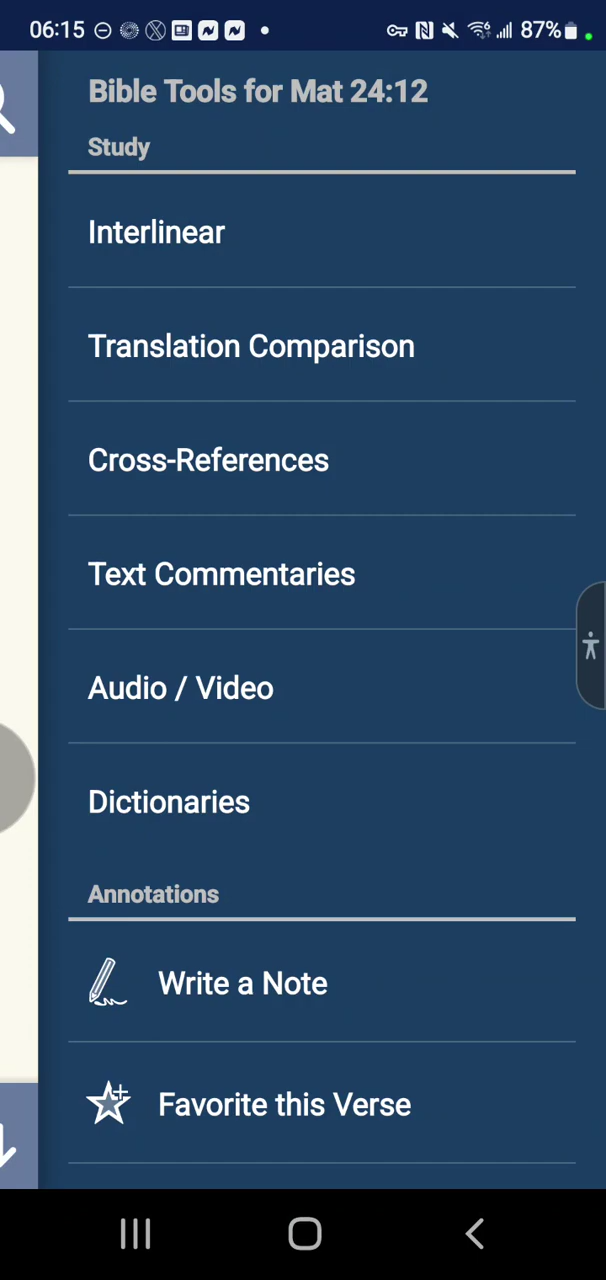 06:15 87%
Bible Tools for Mat 24:12
Study
Interlinear
Translation Comparison
Cross-References
Text Commentaries
Audio / Video
Dictionaries
Annotations
Write a Note
Favorite this Verse